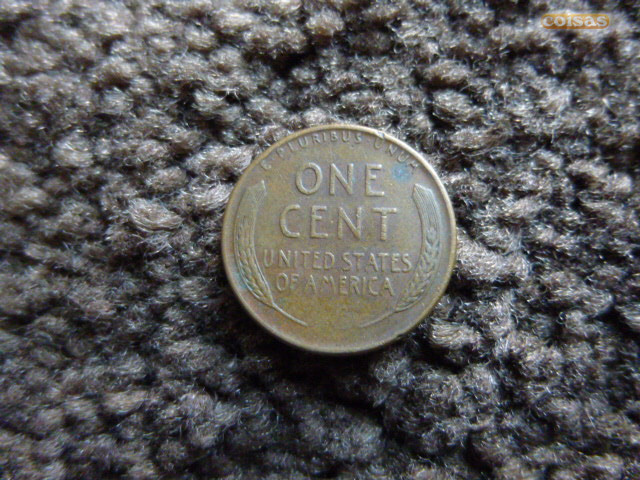 coisas
E PLURIBUS UNUM
ONE
CENT
UNITED STATES
OF AMERICA